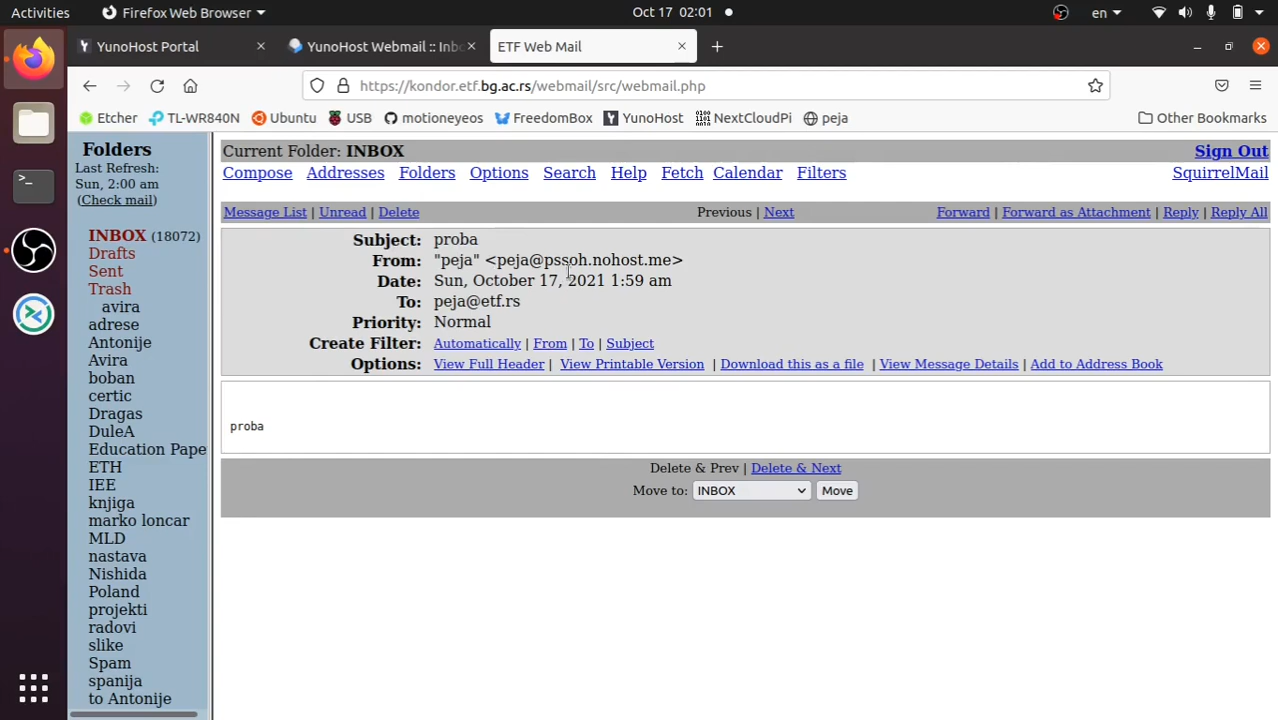 Activities Firefox Web Browser Oct 17 02:01 en
YunoHost Portal YunoHost Webmail :: Inbo ETF Web Mail
https://kondor.etf.bg.ac.rs/webmail/src/webmail.php
Etcher TL-WR840N Ubuntu USB motioneyeos FreedomBox YunoHost NextCloudPi peja Other Bookmarks
Folders
Last Refresh:
Sun, 2:00 am
(Check mail)
INBOX (18072)
Drafts
Sent
Trash
avira
adrese
Antonije
Avira
boban
certic
Dragas
DuleA
Education Pape
ETH
IEE
knjiga
marko loncar
MLD
nastava
Nishida
Poland
projekti
radovi
slike
Spam
spanija
to Antonije
Current Folder: INBOX Sign Out
Compose Addresses Folders Options Search Help Fetch Calendar Filters SquirrelMail
Message List | Unread | Delete Previous | Next Forward | Forward as Attachment | Reply | Reply All
Subject: proba
From: "peja" <peja@pssoh.nohost.me>
Date: Sun, October 17, 2021 1:59 am
To: peja@etf.rs
Priority: Normal
Create Filter: Automatically | From | To | Subject
Options: View Full Header | View Printable Version | Download this as a file | View Message Details | Add to Address Book
proba
Delete & Prev | Delete & Next
Move to: INBOX Move